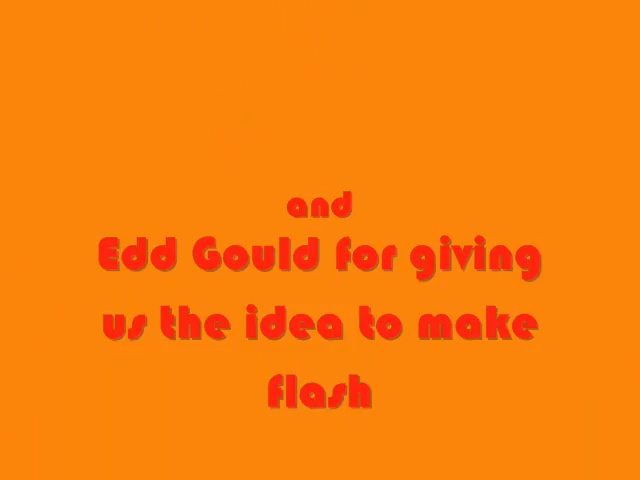 and
Edd Gould for giving
us the idea to make
flash